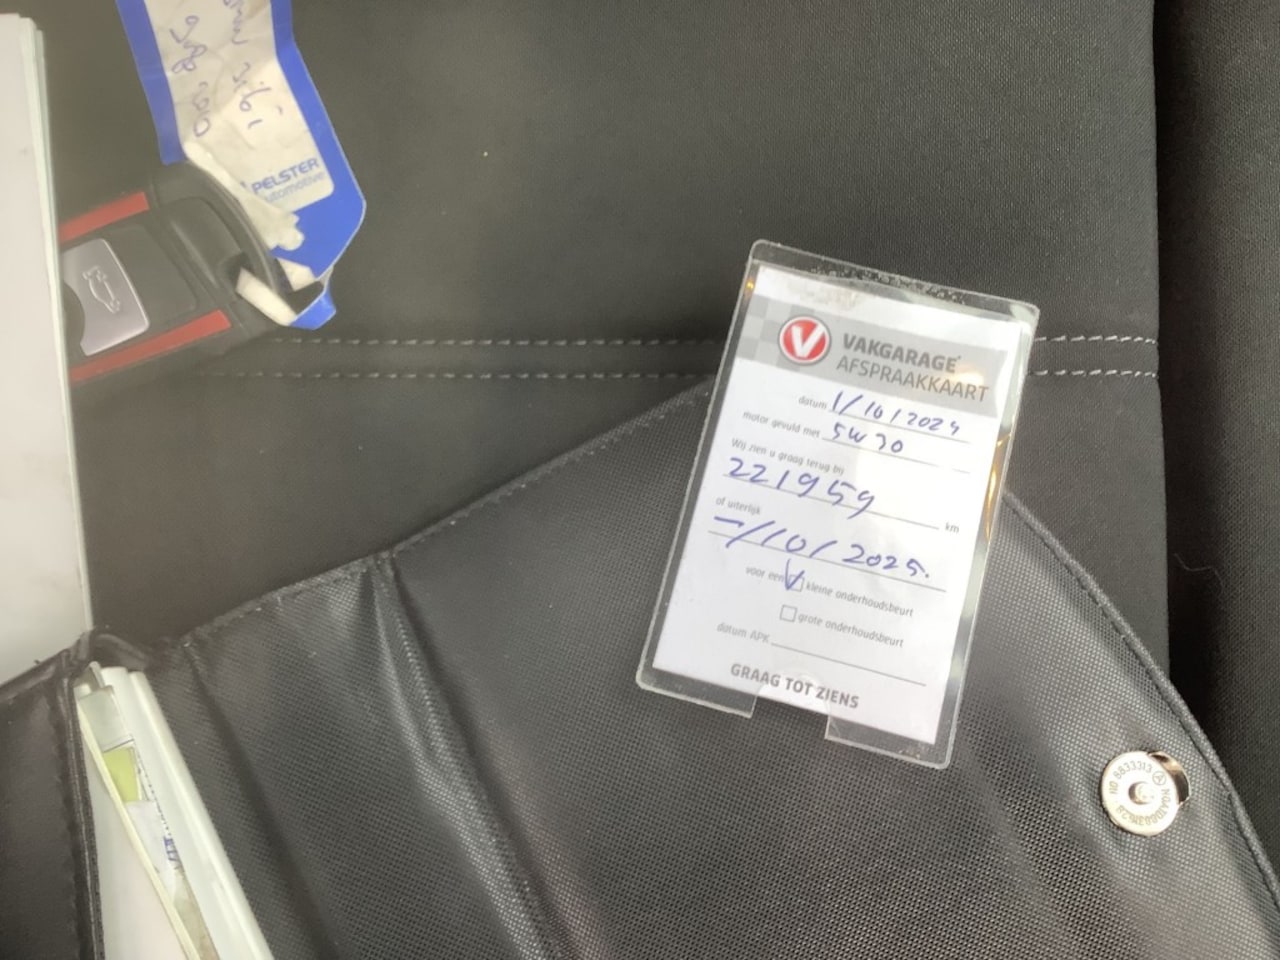 PELSTER
automotive
VAKGARAGE
AFSPRAAKKAART
datum 1/10/2024
motor gevuld met 5W30
Wij zien u graag terug bij
221959 km
of uiterlijk
-/10/2025.
voor een kleine onderhoudsbeurt
grote onderhoudsbeurt
datum APK
GRAAG TOT ZIENS